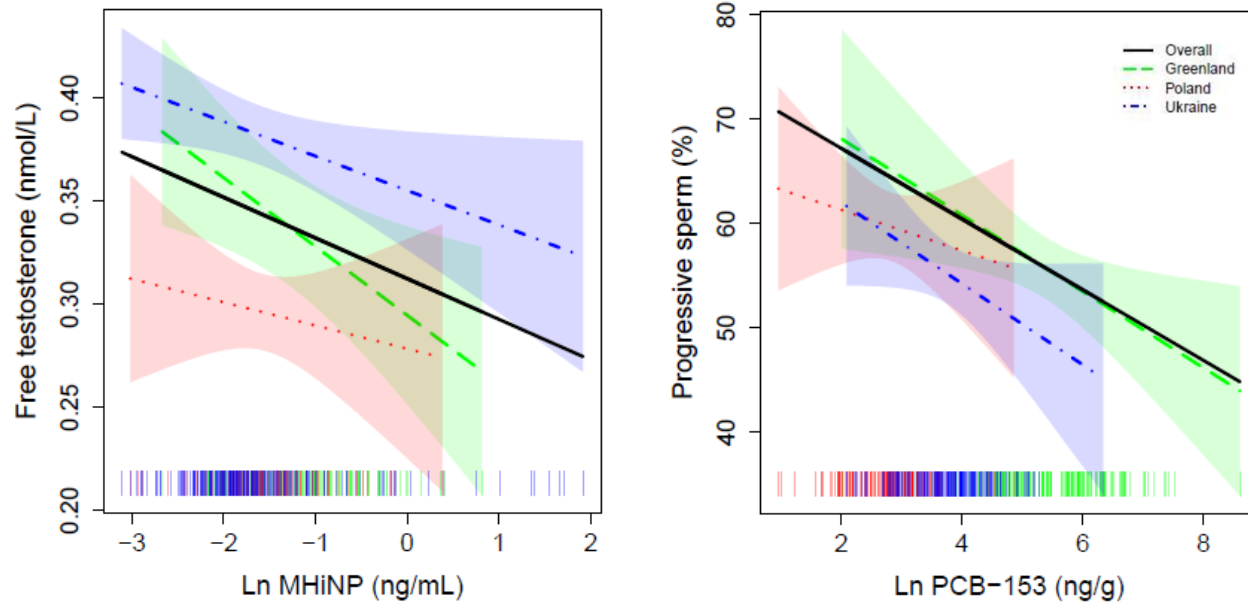 Free testosterone (nmol/L)
0.40
0.35
0.30
0.25
0.20
−3 −2 −1 0 1 2
Ln MHiNP (ng/mL)
Progressive sperm (%)
80
70
60
50
40
2 4 6 8
Ln PCB−153 (ng/g)
Overall
Greenland
Poland
Ukraine